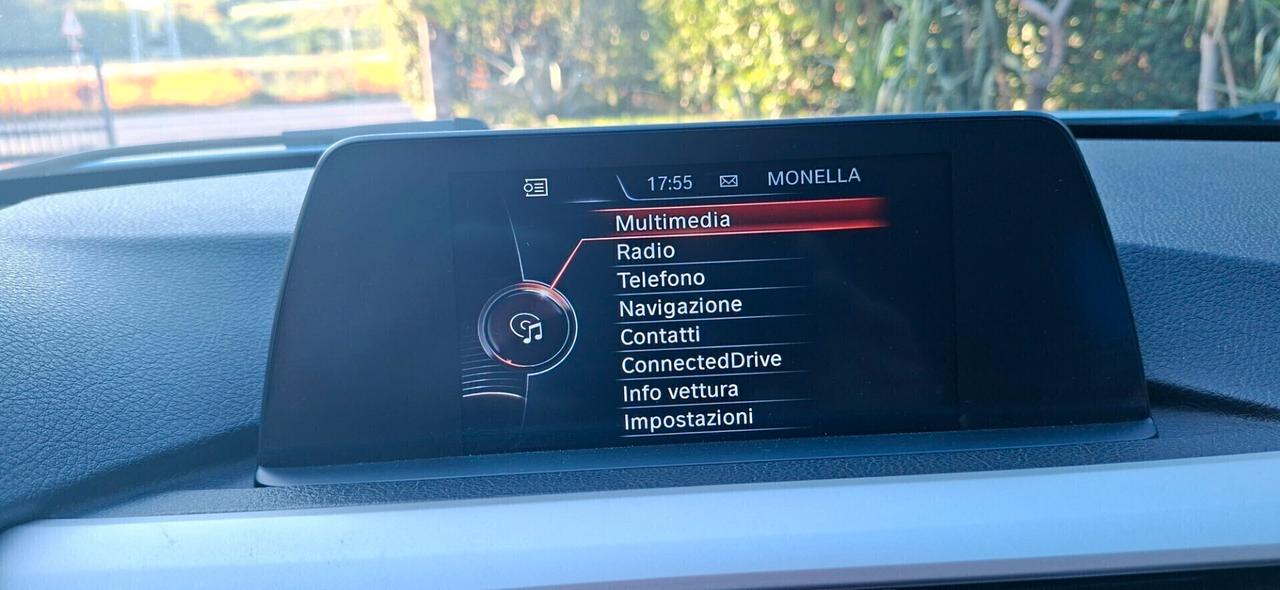 17:55 MONELLA
Multimedia
Radio
Telefono
Navigazione
Contatti
ConnectedDrive
Info vettura
Impostazioni